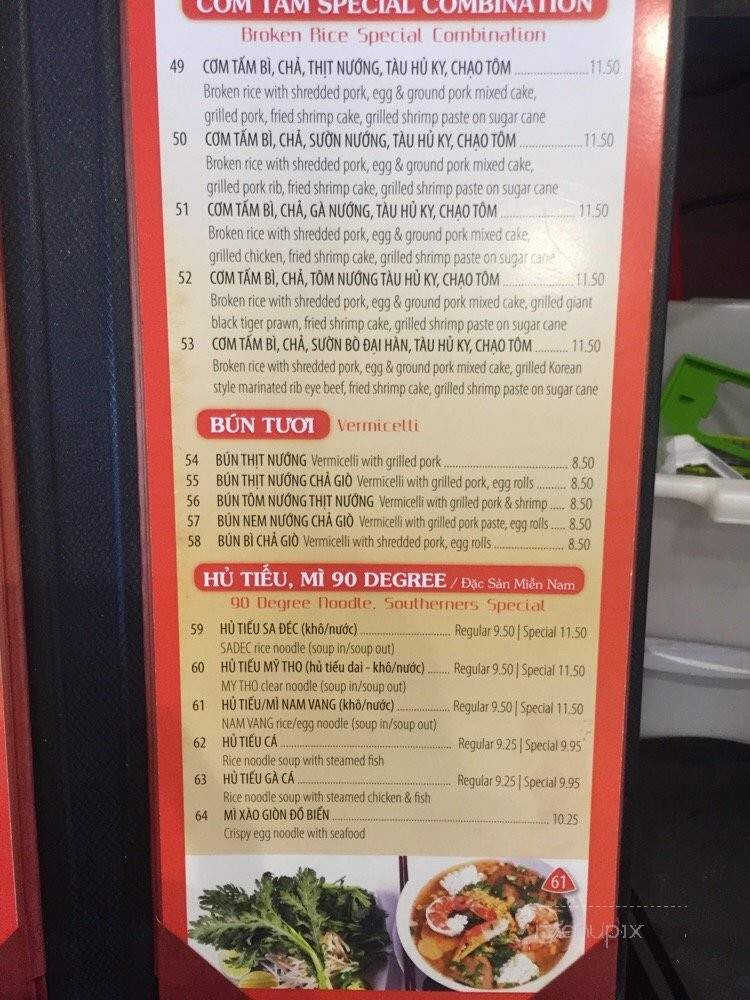 CƠM TẤM SPECIAL COMBINATION
Broken Rice Special Combination
49 CƠM TẤM BÌ, CHẢ, THỊT NƯỚNG, TÀU HỦ KY, CHẠO TÔM ........ 11.50
Broken rice with shredded pork, egg & ground pork mixed cake,
grilled pork, fried shrimp cake, grilled shrimp paste on sugar cane
50 CƠM TẤM BÌ, CHẢ, SƯỜN NƯỚNG, TÀU HỦ KY, CHẠO TÔM ........ 11.50
Broken rice with shredded pork, egg & ground pork mixed cake,
grilled pork rib, fried shrimp cake, grilled shrimp paste on sugar cane
51 CƠM TẤM BÌ, CHẢ, GÀ NƯỚNG, TÀU HỦ KY, CHẠO TÔM ........ 11.50
Broken rice with shredded pork, egg & ground pork mixed cake,
grilled chicken, fried shrimp cake, grilled shrimp paste on sugar cane
52 CƠM TẤM BÌ, CHẢ, TÔM NƯỚNG TÀU HỦ KY, CHẠO TÔM ........ 11.50
Broken rice with shredded pork, egg & ground pork mixed cake, grilled giant
black tiger prawn, fried shrimp cake, grilled shrimp paste on sugar cane
53 CƠM TẤM BÌ, CHẢ, SƯỜN BÒ ĐẠI HÀN, TÀU HỦ KY, CHẠO TÔM ........ 11.50
Broken rice with shredded pork, egg & ground pork mixed cake, grilled Korean
style marinated rib eye beef, fried shrimp cake, grilled shrimp paste on sugar cane
BÚN TƯƠI Vermicelli
54 BÚN THỊT NƯỚNG Vermicelli with grilled pork ........ 8.50
55 BÚN THỊT NƯỚNG CHẢ GIÒ Vermicelli with grilled pork, egg rolls ........ 8.50
56 BÚN TÔM NƯỚNG THỊT NƯỚNG Vermicelli with grilled pork & shrimp ..... 8.50
57 BÚN NEM NƯỚNG CHẢ GIÒ Vermicelli with grilled pork paste, egg rolls ..... 8.50
58 BÚN BÌ CHẢ GIÒ Vermicelli with shredded pork, egg rolls ........ 8.50
HỦ TIẾU, MÌ 90 DEGREE / Đặc Sản Miền Nam
90 Degree Noodle, Southerners Special
59 HỦ TIẾU SA ĐÉC (khô/nước) ........ Regular 9.50 | Special 11.50
SADEC rice noodle (soup in/soup out)
60 HỦ TIẾU MỸ THO (hủ tiếu dai - khô/nước) ........ Regular 9.50 | Special 11.50
MY THO clear noodle (soup in/soup out)
61 HỦ TIẾU/MÌ NAM VANG (khô/nước) ........ Regular 9.50 | Special 11.50
NAM VANG rice/egg noodle (soup in/soup out)
62 HỦ TIẾU CÁ ........ Regular 9.25 | Special 9.95
Rice noodle soup with steamed fish
63 HỦ TIẾU GÀ CÁ ........ Regular 9.25 | Special 9.95
Rice noodle soup with steamed chicken & fish
64 MÌ XÀO GIÒN ĐỒ BIỂN ........ 10.25
Crispy egg noodle with seafood
61
menupix